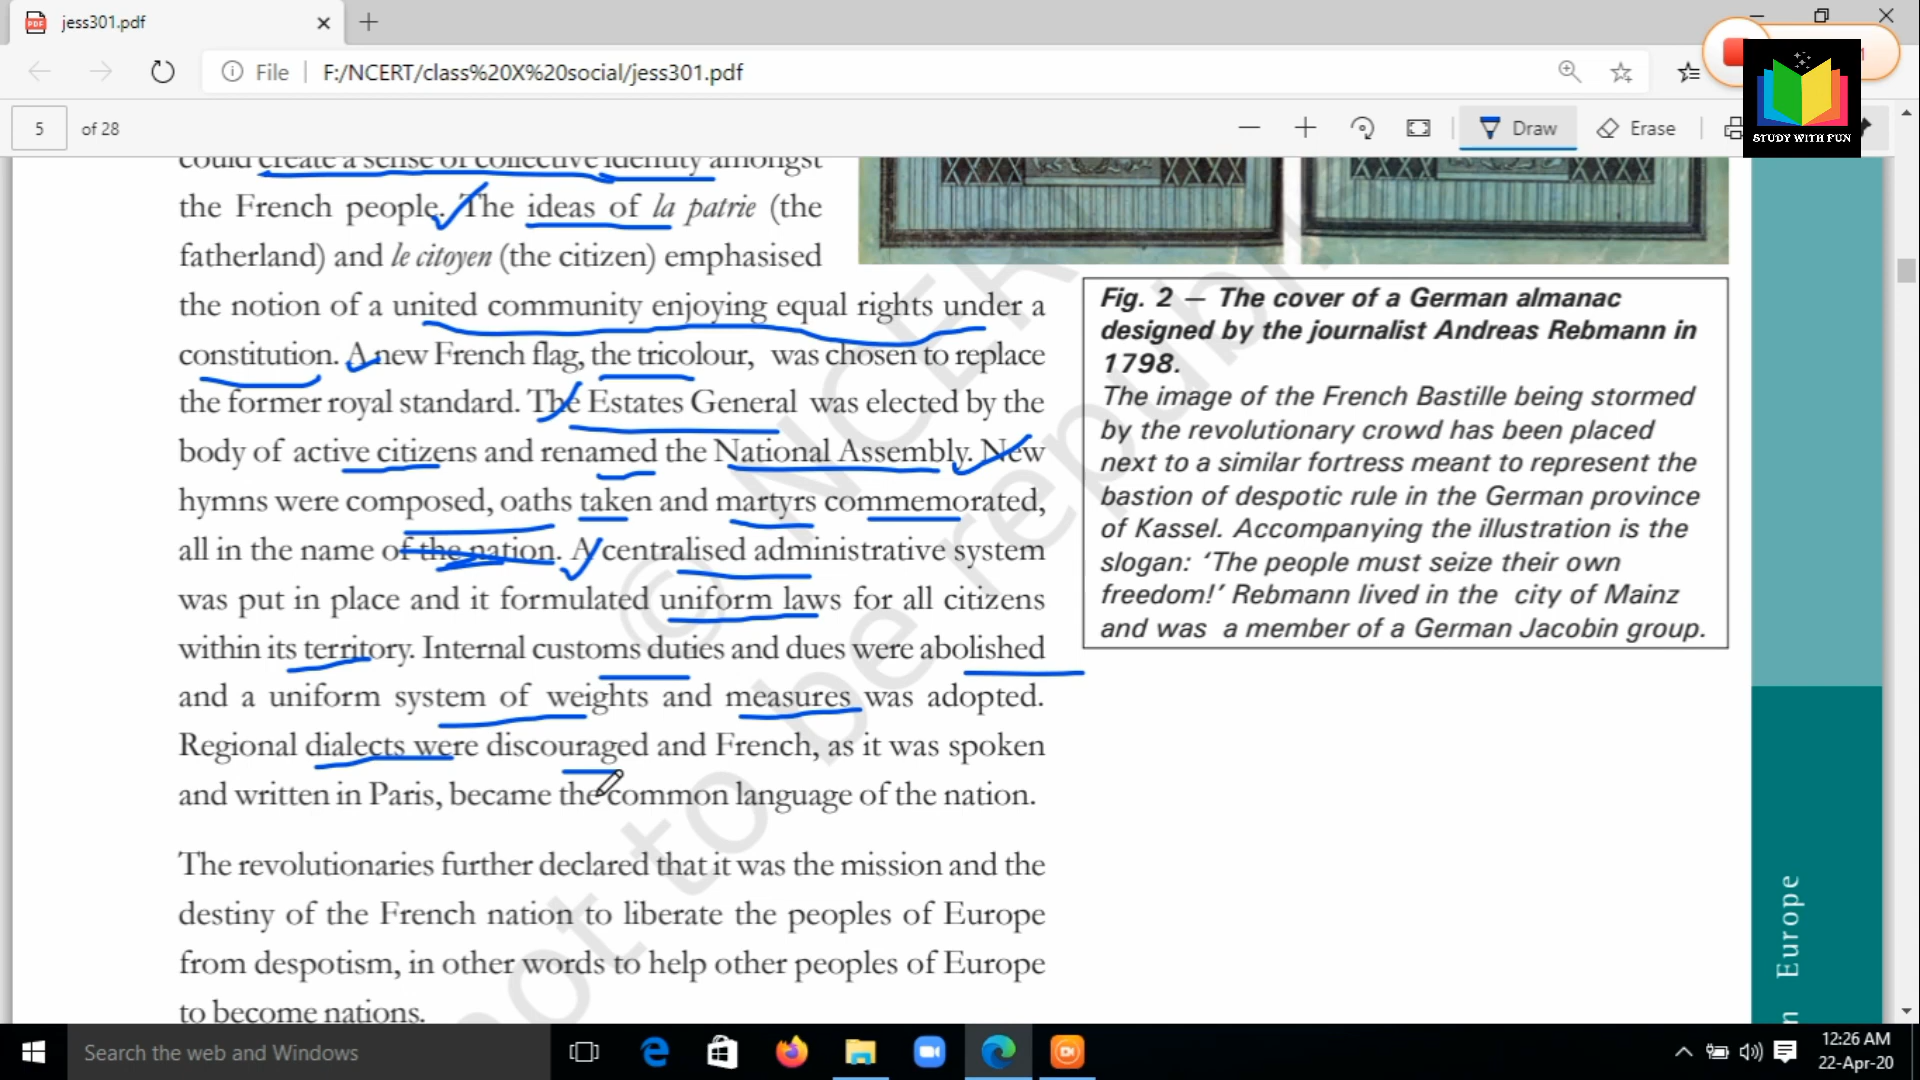 jess301.pdf
File
F:/NCERT/class%20X%20social/jess301.pdf
STUDY WITH FUN
5 of 28
Draw
Erase
could create a sense of collective identity amongst
the French people. The ideas of la patrie (the
fatherland) and le citoyen (the citizen) emphasised
the notion of a united community enjoying equal rights under a
constitution. A new French flag, the tricolour, was chosen to replace
the former royal standard. The Estates General was elected by the
body of active citizens and renamed the National Assembly. New
hymns were composed, oaths taken and martyrs commemorated,
all in the name of the nation. A centralised administrative system
was put in place and it formulated uniform laws for all citizens
within its territory. Internal customs duties and dues were abolished
and a uniform system of weights and measures was adopted.
Regional dialects were discouraged and French, as it was spoken
and written in Paris, became the common language of the nation.
The revolutionaries further declared that it was the mission and the
destiny of the French nation to liberate the peoples of Europe
from despotism, in other words to help other peoples of Europe
to become nations.
Fig. 2 — The cover of a German almanac
designed by the journalist Andreas Rebmann in
1798.
The image of the French Bastille being stormed
by the revolutionary crowd has been placed
next to a similar fortress meant to represent the
bastion of despotic rule in the German province
of Kassel. Accompanying the illustration is the
slogan: ‘The people must seize their own
freedom!’ Rebmann lived in the city of Mainz
and was a member of a German Jacobin group.
© NCERT
not to be republi
Europe
Search the web and Windows
12:26 AM
22-Apr-20